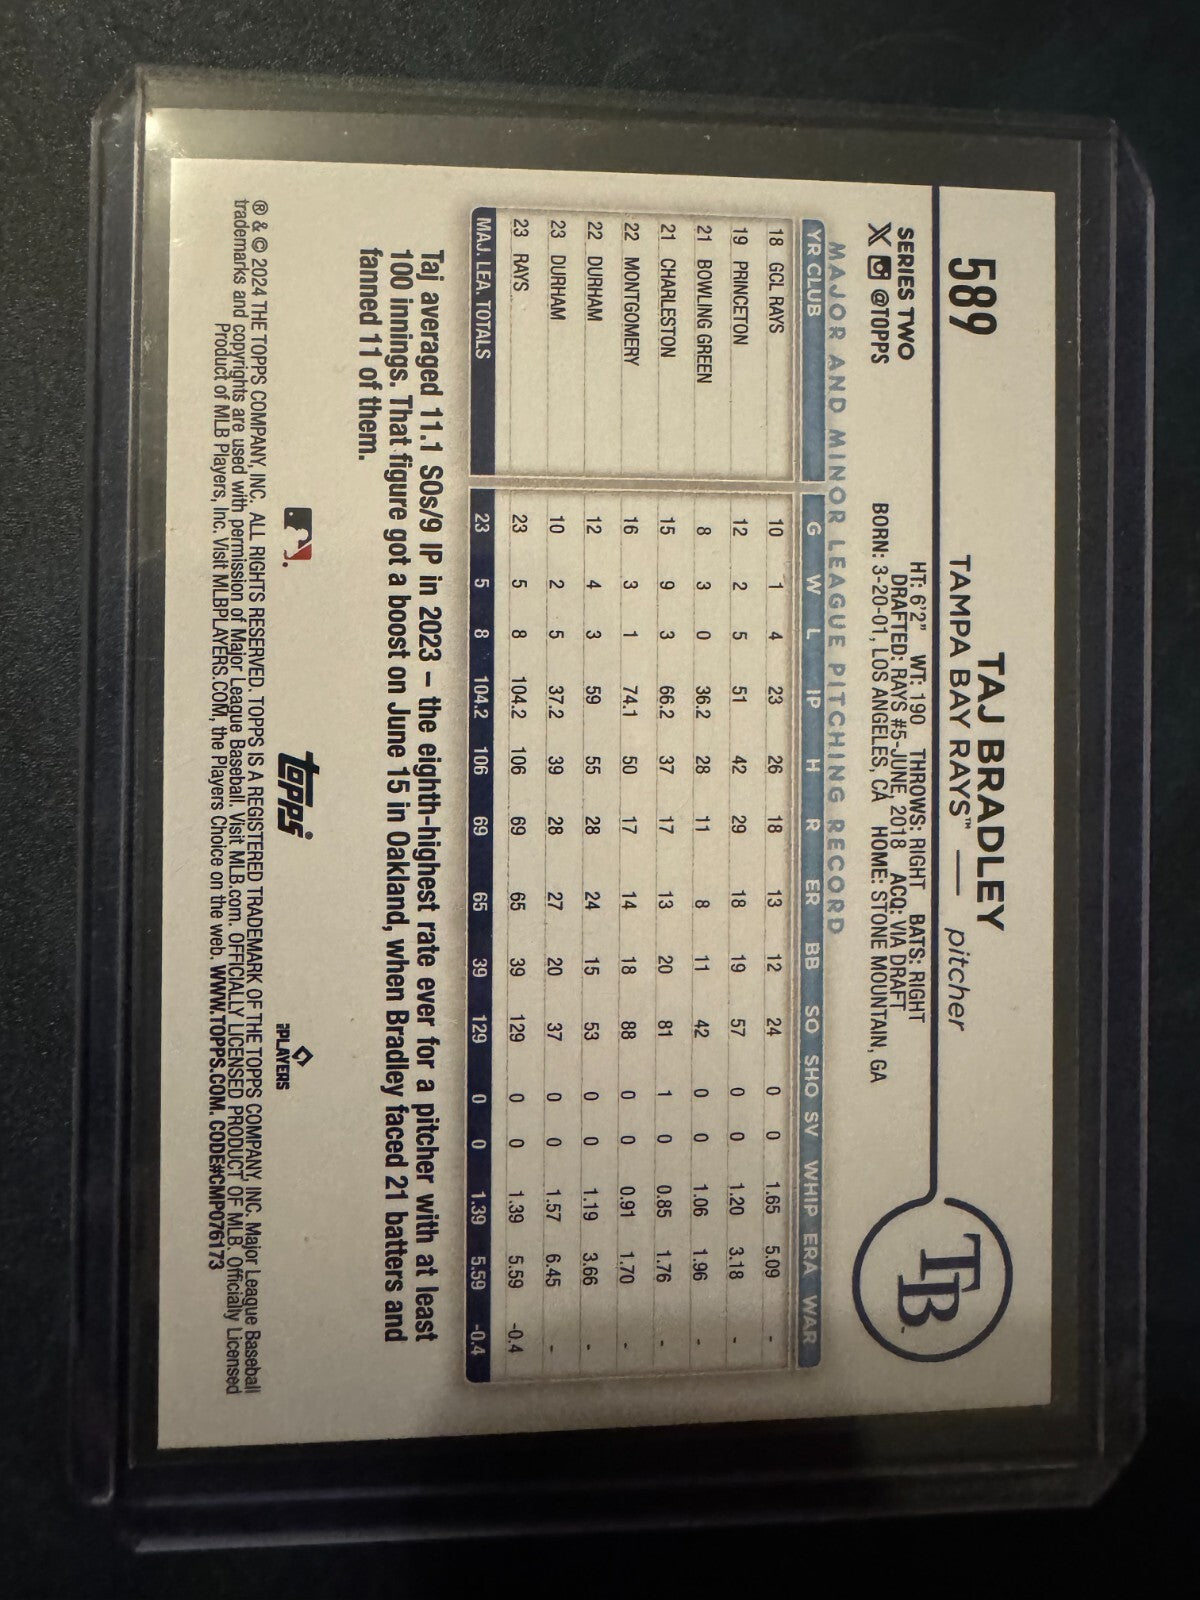 589
TAJ BRADLEY
TAMPA BAY RAYS™ — pitcher
TB
SERIES TWO
@TOPPS
HT: 6'2" WT: 190 THROWS: RIGHT BATS: RIGHT
DRAFTED: RAYS #5-JUNE, 2018 ACQ: VIA DRAFT
BORN: 3-20-01, LOS ANGELES, CA HOME: STONE MOUNTAIN, GA
MAJOR AND MINOR LEAGUE PITCHING RECORD
YR CLUB G W L IP H R ER BB SO SHO SV WHIP ERA WAR
18 GCL RAYS 10 1 4 23 26 18 13 12 24 0 0 1.65 5.09 -
19 PRINCETON 12 2 5 51 42 29 18 19 57 0 0 1.20 3.18 -
21 BOWLING GREEN 8 3 0 36.2 28 11 8 11 42 0 0 1.06 1.96 -
21 CHARLESTON 15 9 3 66.2 37 17 13 20 81 1 0 0.85 1.76 -
22 MONTGOMERY 16 3 1 74.1 50 17 14 18 88 0 0 0.91 1.70 -
22 DURHAM 12 4 3 59 55 28 24 15 53 0 0 1.19 3.66 -
23 DURHAM 10 2 5 37.2 39 28 27 20 37 0 0 1.57 6.45 -
23 RAYS 23 5 8 104.2 106 69 65 39 129 0 0 1.39 5.59 -0.4
MAJ. LEA. TOTALS 23 5 8 104.2 106 69 65 39 129 0 0 1.39 5.59 -0.4
Taj averaged 11.1 SOs/9 IP in 2023 – the eighth-highest rate ever for a pitcher with at least
100 innings. That figure got a boost on June 15 in Oakland, when Bradley faced 21 batters and
fanned 11 of them.
topps
PLAYERS
® & © 2024 THE TOPPS COMPANY, INC. ALL RIGHTS RESERVED. TOPPS IS A REGISTERED TRADEMARK OF THE TOPPS COMPANY, INC. Major League Baseball
trademarks and copyrights are used with permission of Major League Baseball. Visit MLB.com. OFFICIALLY LICENSED PRODUCT OF MLB. Officially Licensed
Product of MLB Players, Inc. Visit MLBPLAYERS.COM, the Players Choice on the web. WWW.TOPPS.COM. CODE#CMP076173